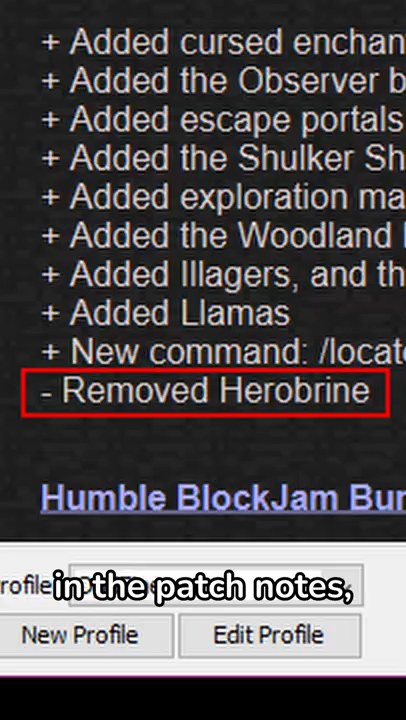 + Added cursed enchan
+ Added the Observer b
+ Added escape portals
+ Added the Shulker Sh
+ Added exploration ma
+ Added the Woodland
+ Added Illagers, and th
+ Added Llamas
+ New command: /locate
- Removed Herobrine
Humble BlockJam Bun
rofile
in the patch notes,
New Profile
Edit Profile